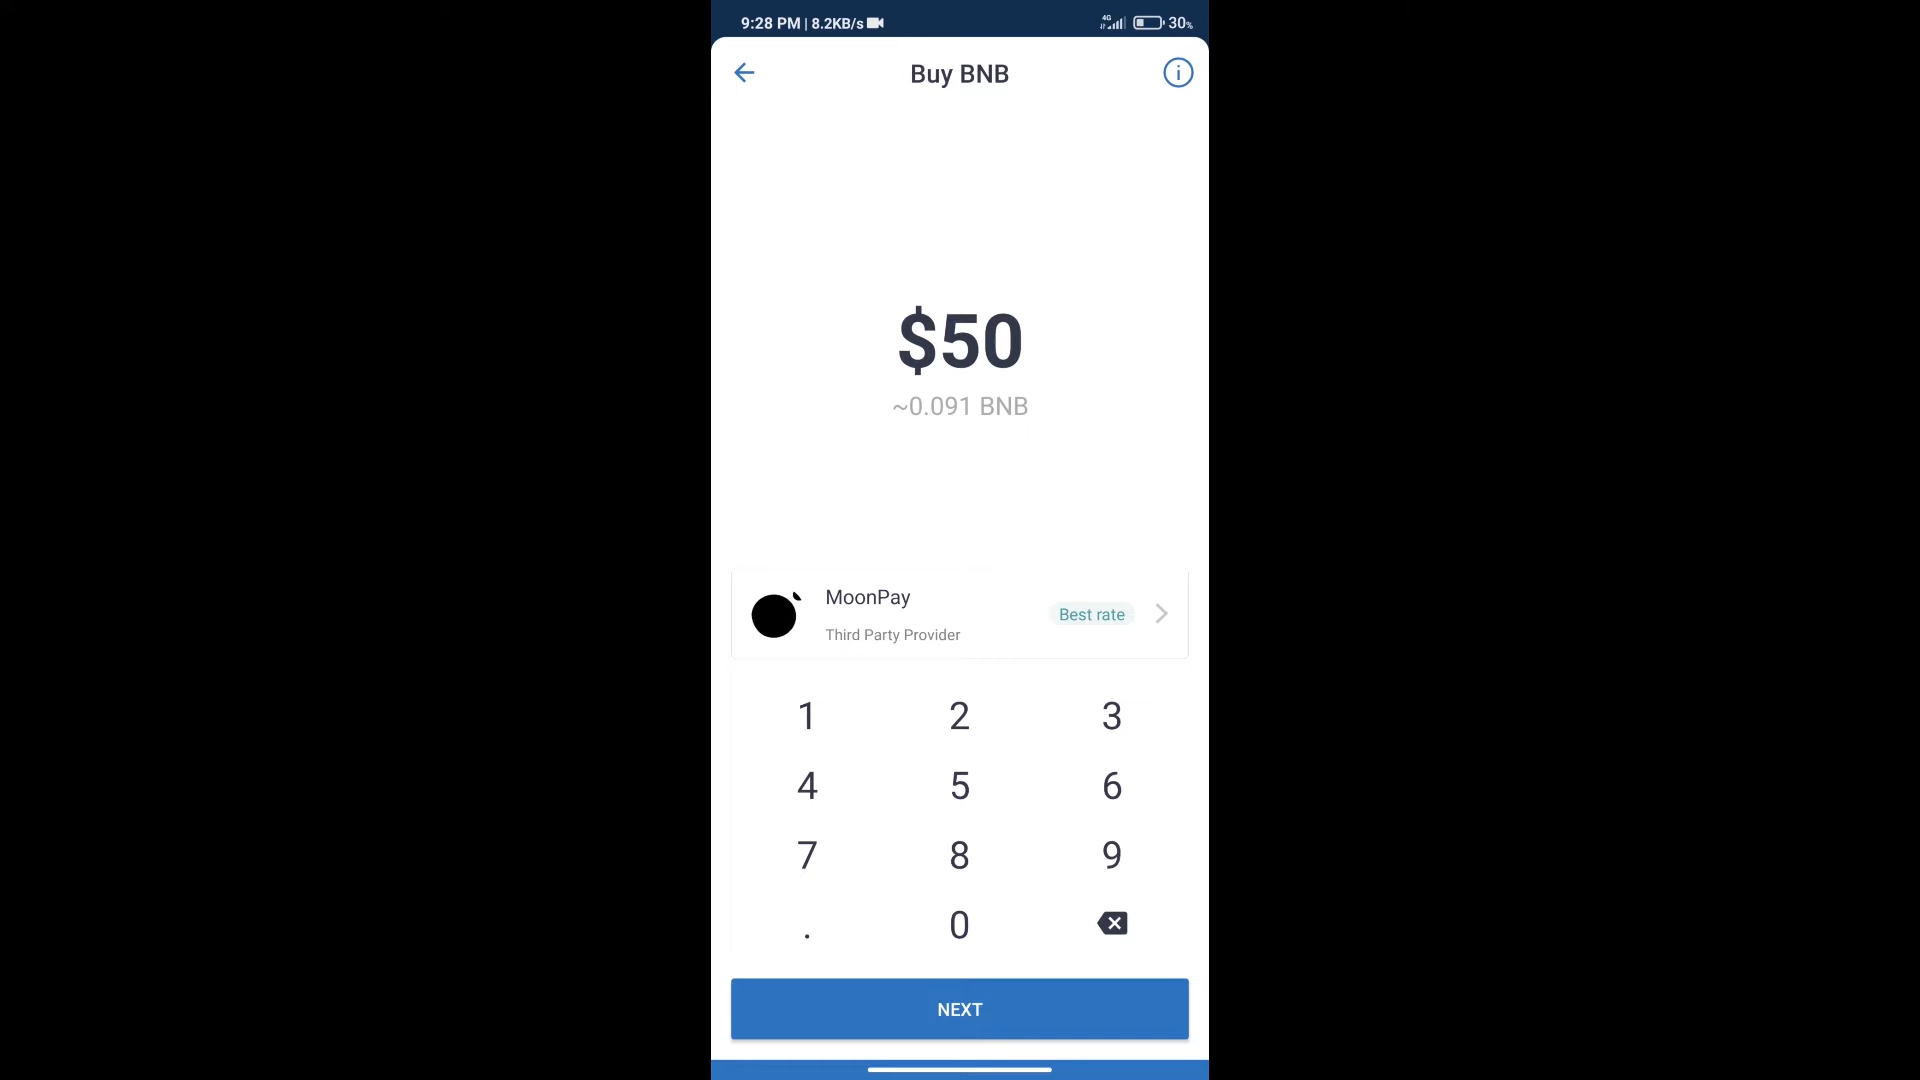 9:28 PM | 8.2KB/s 4G 30%
Buy BNB
$50
~0.091 BNB
MoonPay
Best rate
Third Party Provider
1 2 3
4 5 6
7 8 9
. 0
NEXT